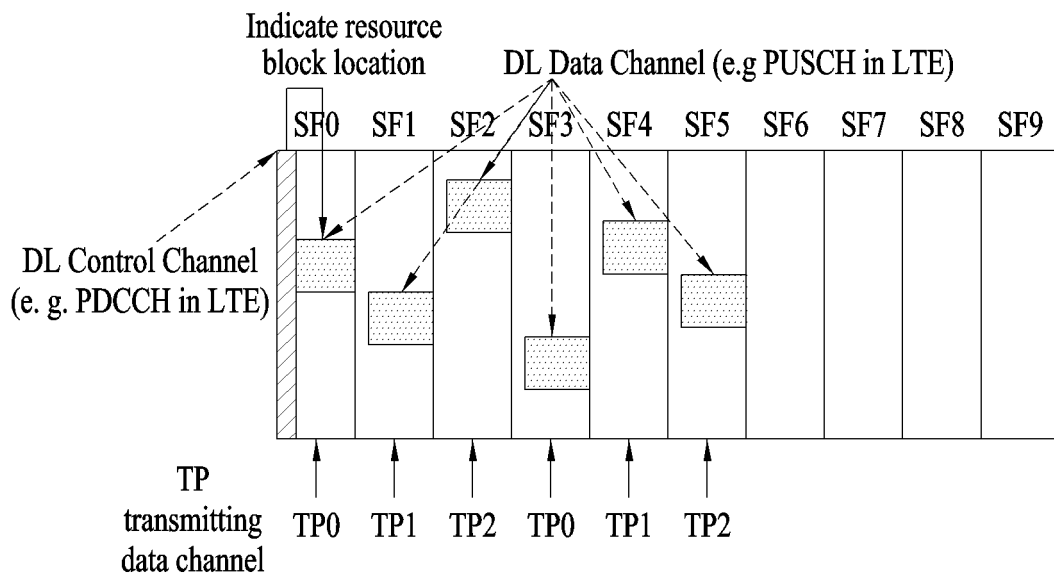 Indicate resource
block location
DL Data Channel (e.g PUSCH in LTE)
SF0 SF1 SF2 SF3 SF4 SF5 SF6 SF7 SF8 SF9
DL Control Channel
(e. g. PDCCH in LTE)
TP
transmitting
data channel
TP0 TP1 TP2 TP0 TP1 TP2